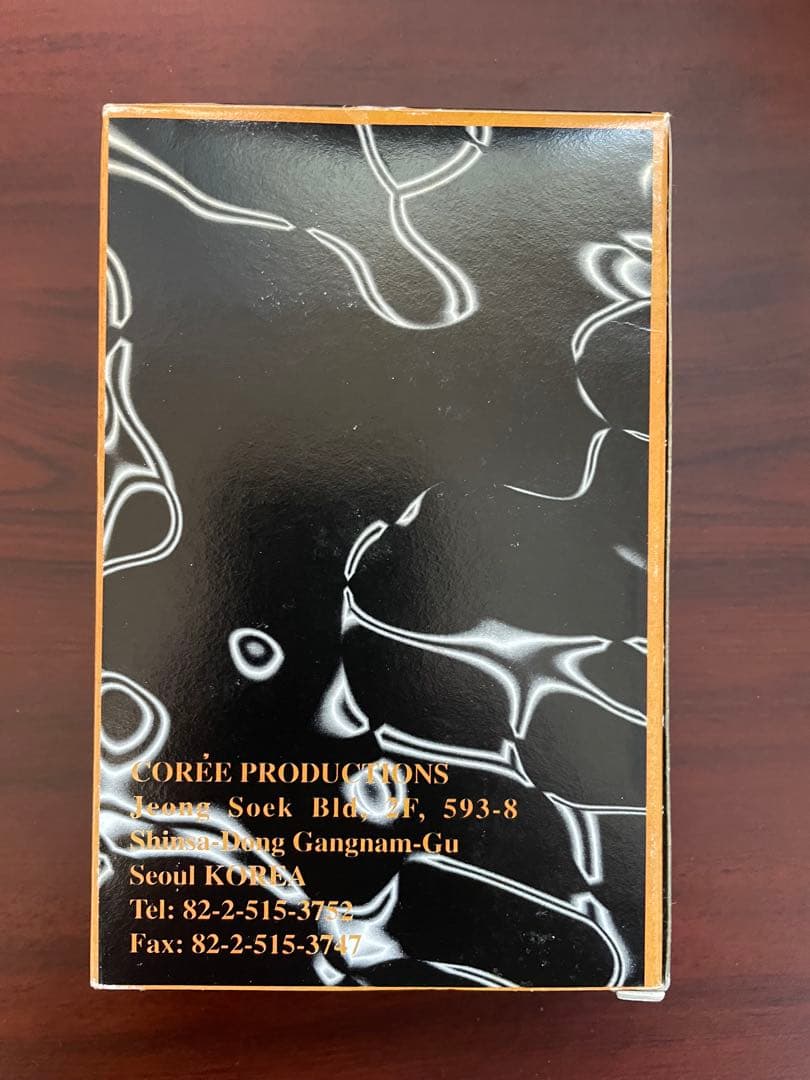 CORÉE PRODUCTIONS
Jeong Soek Bld, 2F, 593-8
Shinsa-Dong Gangnam-Gu
Seoul KOREA
Tel: 82-2-515-3752
Fax: 82-2-515-3747